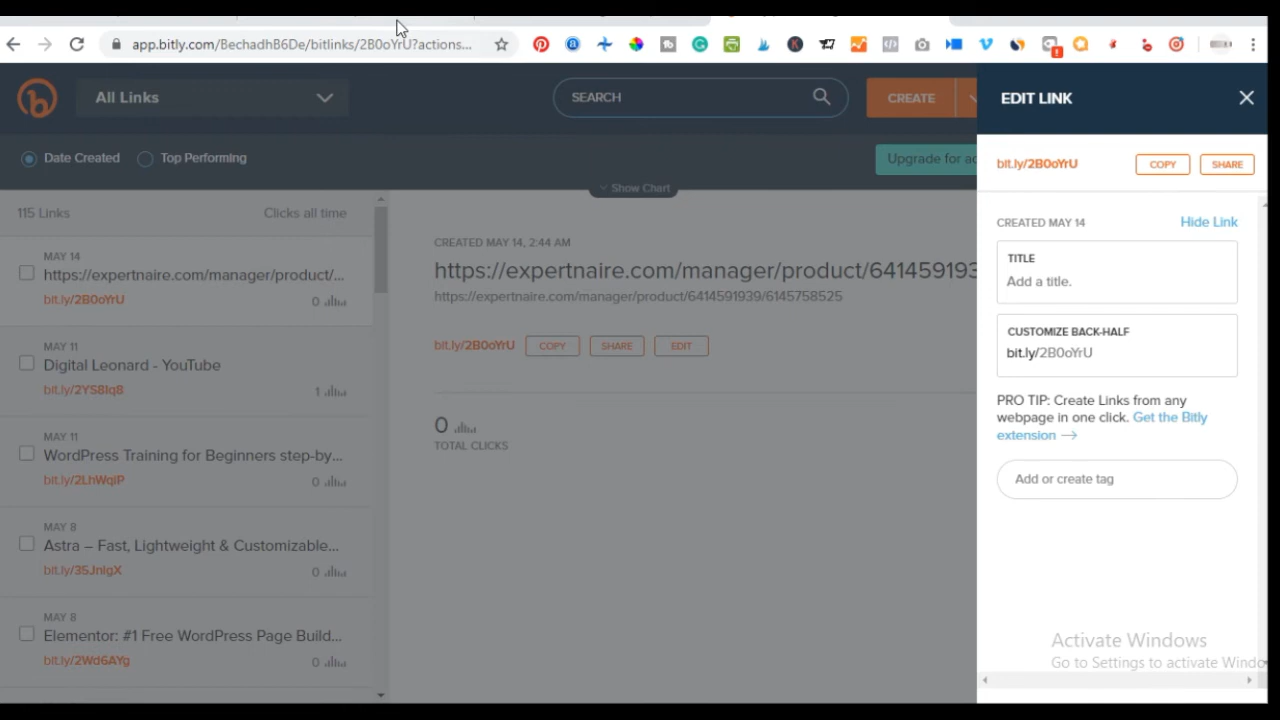 app.bitly.com/BechadhB6De/bitlinks/2B0oYrU?actions...
All Links
SEARCH
CREATE
EDIT LINK
Date Created
Top Performing
Upgrade for
bit.ly/2B0oYrU
COPY
SHARE
Show Chart
115 Links
Clicks all time
CREATED MAY 14
Hide Link
MAY 14
https://expertnaire.com/manager/product/...
bit.ly/2B0oYrU
0
CREATED MAY 14, 2:44 AM
https://expertnaire.com/manager/product/641459193
https://expertnaire.com/manager/product/6414591939/6145758525
bit.ly/2B0oYrU
COPY
SHARE
EDIT
0
TOTAL CLICKS
TITLE
Add a title.
CUSTOMIZE BACK-HALF
bit.ly/2B0oYrU
PRO TIP: Create Links from any
webpage in one click. Get the Bitly
extension →
Add or create tag
MAY 11
Digital Leonard - YouTube
bit.ly/2YS8Iq8
1
MAY 11
WordPress Training for Beginners step-by...
bit.ly/2LhWqiP
0
MAY 8
Astra – Fast, Lightweight & Customizable...
bit.ly/35JnIgX
0
MAY 8
Elementor: #1 Free WordPress Page Build...
bit.ly/2Wd6AYg
0
Activate Windows
Go to Settings to activate Windo